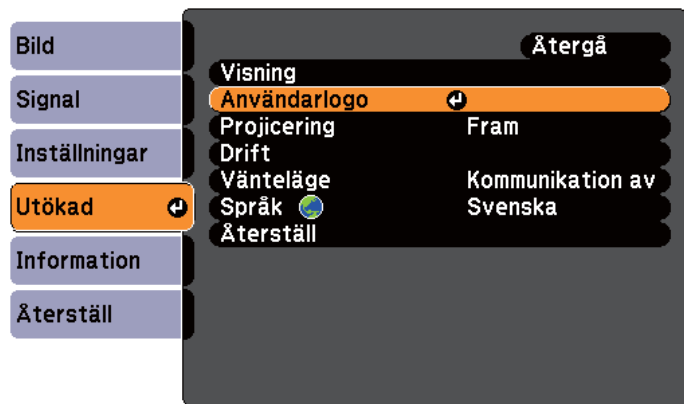 Bild
Signal
Inställningar
Utökad
Information
Återställ
Återgå
Visning
Användarlogo
Projicering Fram
Drift
Vänteläge Kommunikation av
Språk Svenska
Återställ